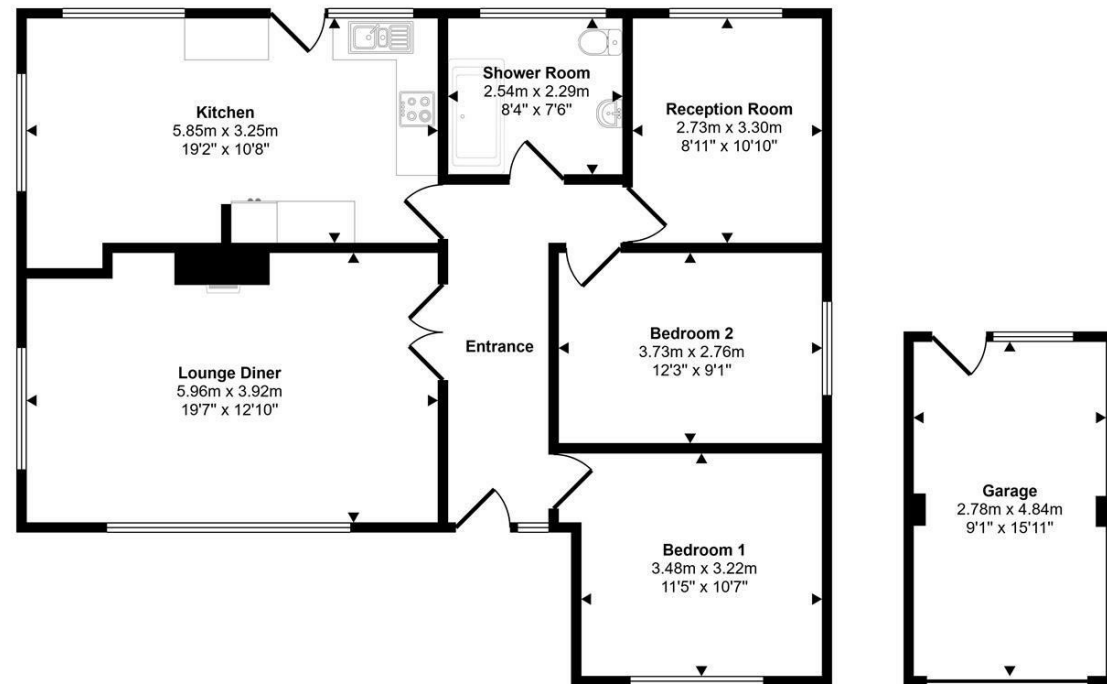 Kitchen
5.85m x 3.25m
19'2" x 10'8"
Shower Room
2.54m x 2.29m
8'4" x 7'6"
Reception Room
2.73m x 3.30m
8'11" x 10'10"
Lounge Diner
5.96m x 3.92m
19'7" x 12'10"
Entrance
Bedroom 2
3.73m x 2.76m
12'3" x 9'1"
Bedroom 1
3.48m x 3.22m
11'5" x 10'7"
Garage
2.78m x 4.84m
9'1" x 15'11"